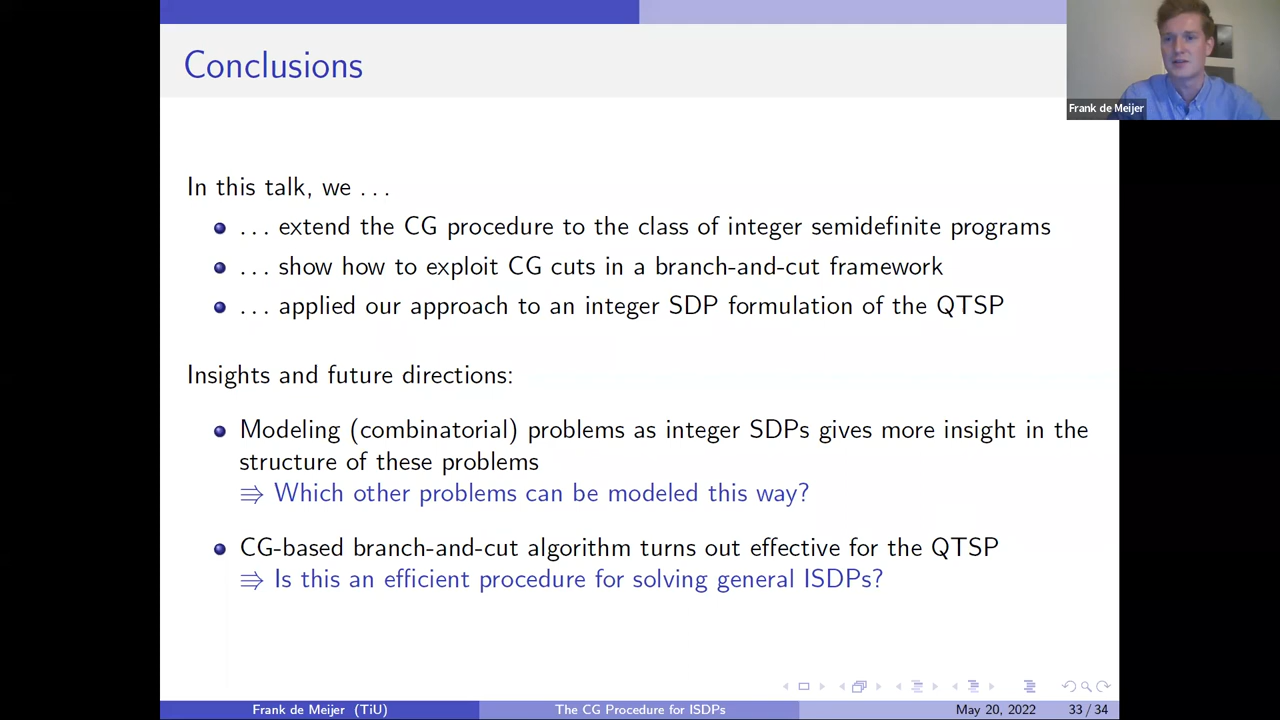 Conclusions
Frank de Meijer
In this talk, we . . .
. . . extend the CG procedure to the class of integer semidefinite programs
. . . show how to exploit CG cuts in a branch-and-cut framework
. . . applied our approach to an integer SDP formulation of the QTSP
Insights and future directions:
Modeling (combinatorial) problems as integer SDPs gives more insight in the
structure of these problems
⇛ Which other problems can be modeled this way?
CG-based branch-and-cut algorithm turns out effective for the QTSP
⇛ Is this an efficient procedure for solving general ISDPs?
Frank de Meijer (TiU) The CG Procedure for ISDPs May 20, 2022 33 / 34